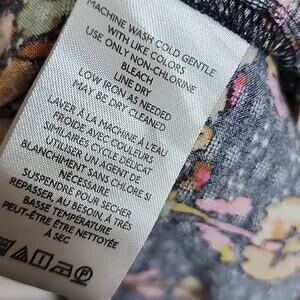 MACHINE WASH COLD GENTLE
WITH LIKE COLORS
USE ONLY NON-CHLORINE
BLEACH
LINE DRY
LOW IRON AS NEEDED
MAY BE DRY CLEANED
LAVER À LA MACHINE À L'EAU
FROIDE AVEC COULEURS
SIMILAIRES CYCLE DÉLICAT
UTILISER UN AGENT DE
BLANCHIMENT SANS CHLORE SI
NÉCESSAIRE
SUSPENDRE POUR SÉCHER
REPASSER, AU BESOIN, À TRÈS
BASSE TEMPÉRATURE
PEUT-ÊTRE ÊTRE NETTOYÉE
À SEC